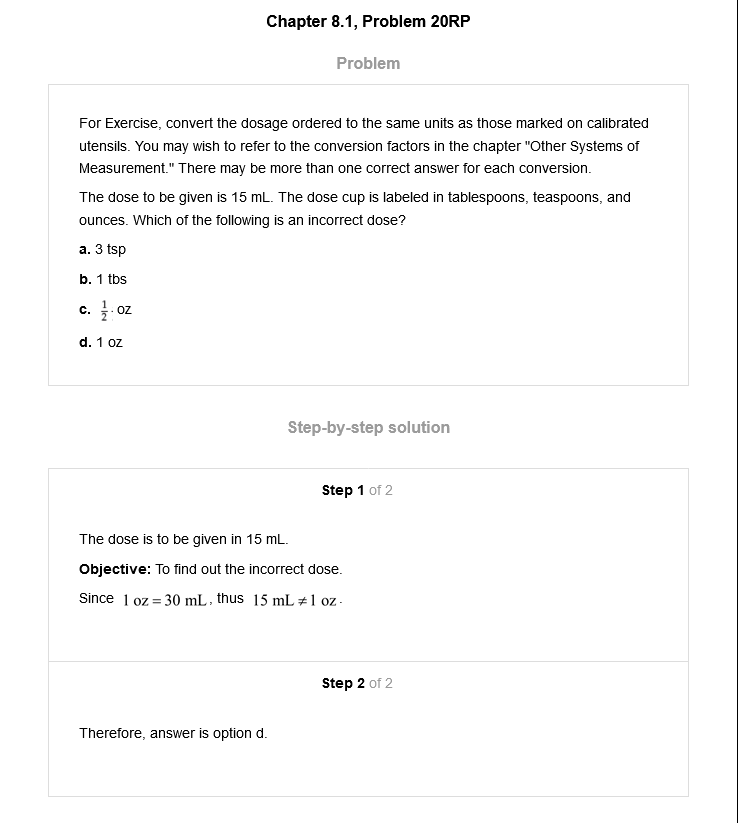 Chapter 8.1, Problem 20RP
Problem
For Exercise, convert the dosage ordered to the same units as those marked on calibrated
utensils. You may wish to refer to the conversion factors in the chapter "Other Systems of
Measurement." There may be more than one correct answer for each conversion.
The dose to be given is 15 mL. The dose cup is labeled in tablespoons, teaspoons, and
ounces. Which of the following is an incorrect dose?
a. 3 tsp
b. 1 tbs
c. 1/2 . oz
d. 1 oz
Step-by-step solution
Step 1 of 2
The dose is to be given in 15 mL.
Objective: To find out the incorrect dose.
Since 1 oz = 30 mL, thus 15 mL ≠ 1 oz.
Step 2 of 2
Therefore, answer is option d.